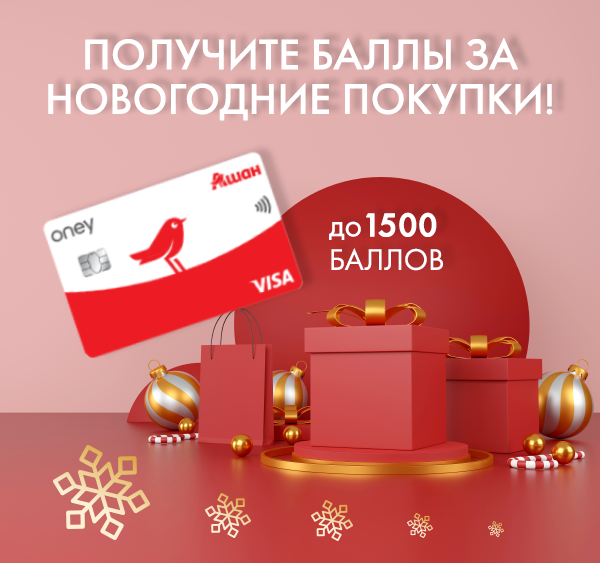 ПОЛУЧИТЕ БАЛЛЫ ЗА
НОВОГОДНИЕ ПОКУПКИ!
Ашан
oney
VISA
до 1500
БАЛЛОВ